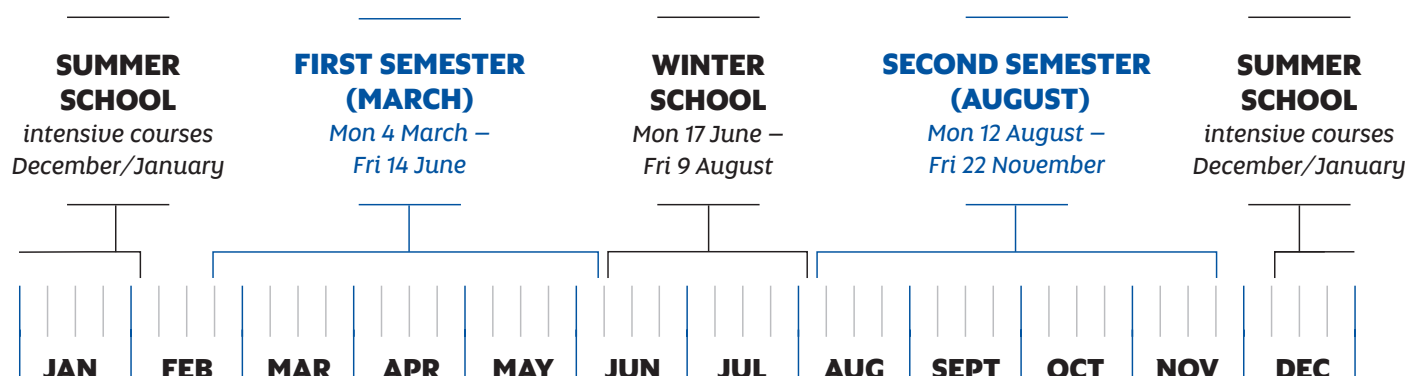 SUMMER
SCHOOL
intensive courses
December/January
FIRST SEMESTER
(MARCH)
Mon 4 March –
Fri 14 June
WINTER
SCHOOL
Mon 17 June –
Fri 9 August
SECOND SEMESTER
(AUGUST)
Mon 12 August –
Fri 22 November
SUMMER
SCHOOL
intensive courses
December/January
JAN FEB MAR APR MAY JUN JUL AUG SEPT OCT NOV DEC